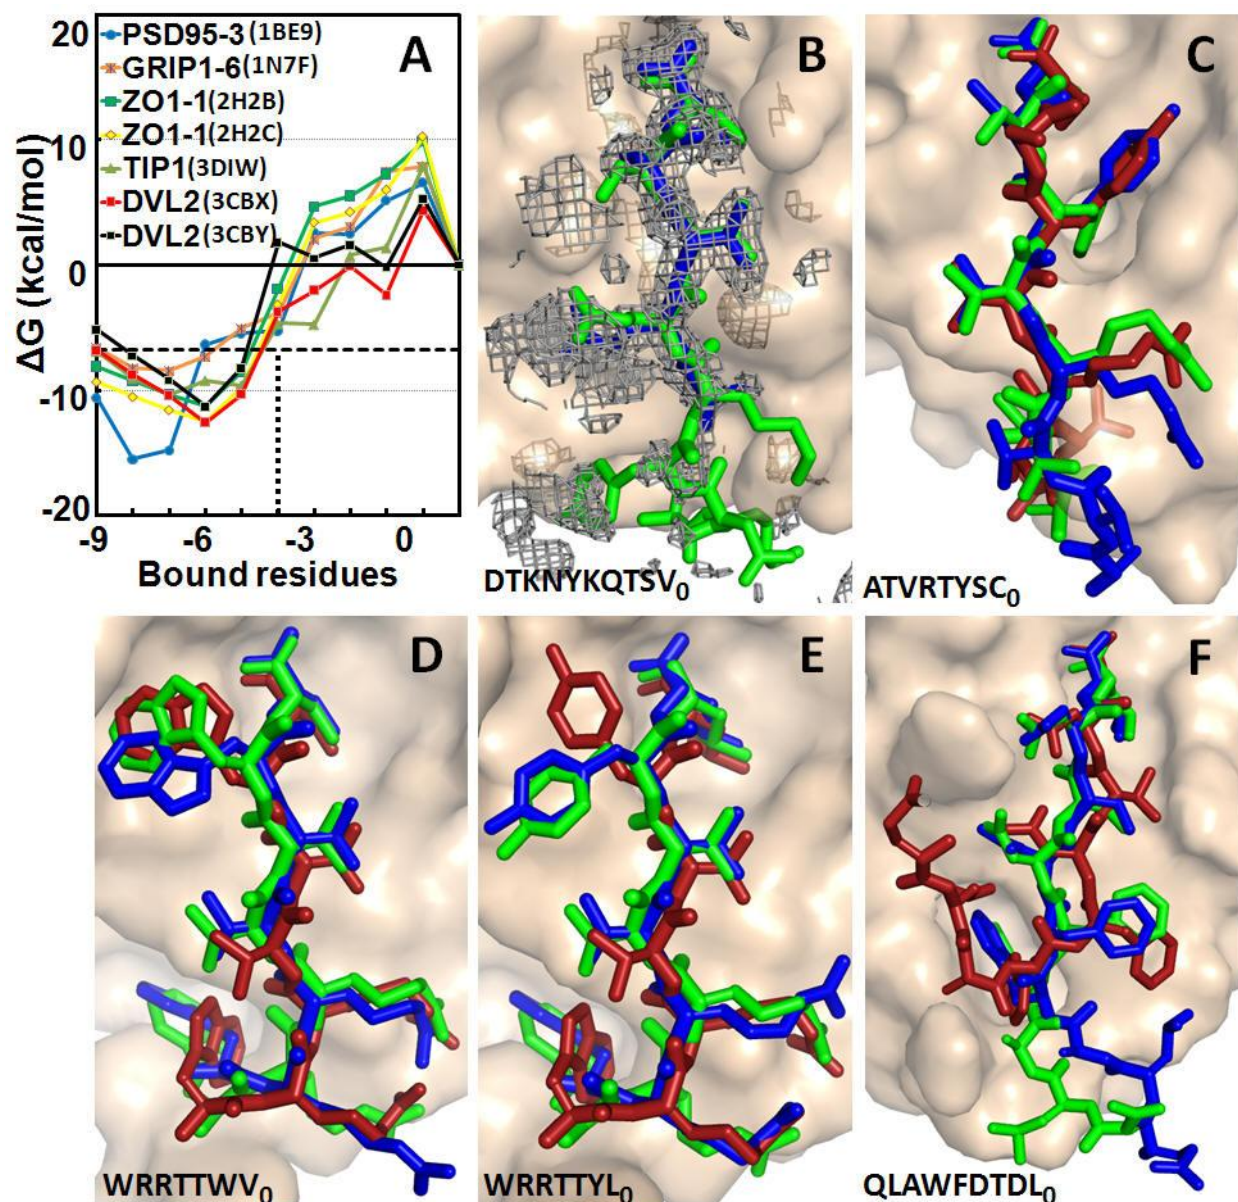 A
20
10
0
-10
-20
ΔG (kcal/mol)
PSD95-3 (1BE9)
GRIP1-6 (1N7F)
ZO1-1 (2H2B)
ZO1-1 (2H2C)
TIP1 (3DIW)
DVL2 (3CBX)
DVL2 (3CBY)
-9 -6 -3 0
Bound residues
B
DTKNYKQTSV0
C
ATVRTYSC0
D
WRRTTWV0
E
WRRTTYL0
F
QLAWFDTDL0